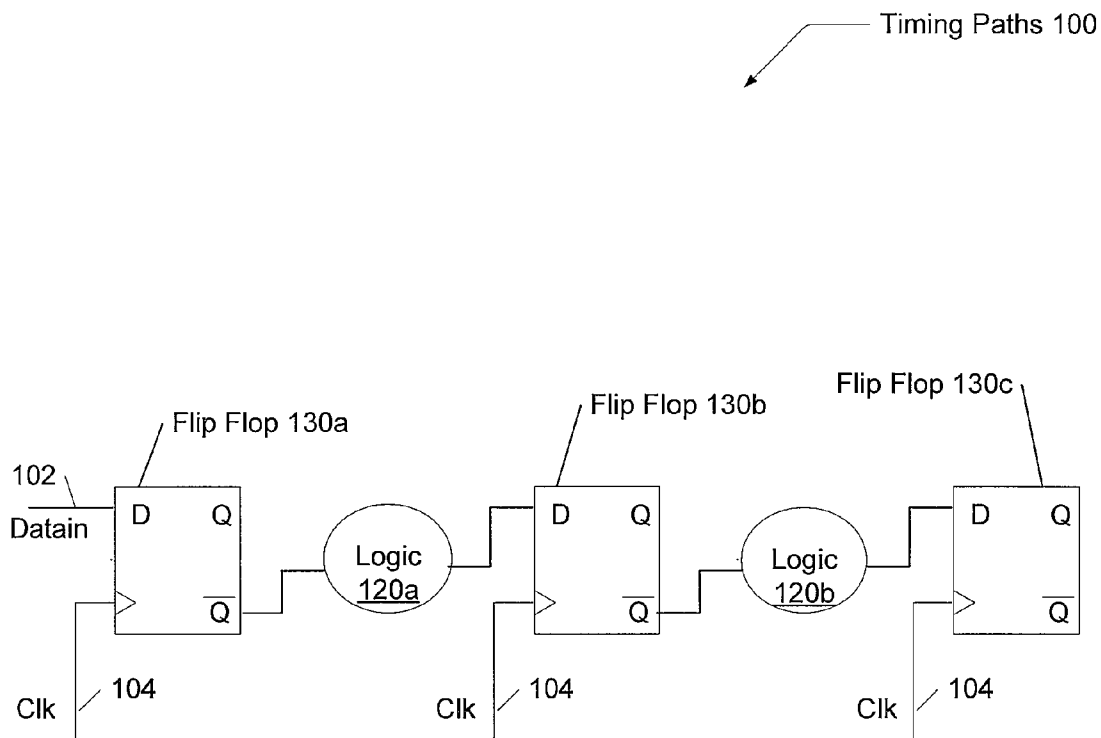 Timing Paths 100
Flip Flop 130a
Flip Flop 130b
Flip Flop 130c
102
Datain
D Q
Q̅
Logic
120a
D Q
Q̅
Logic
120b
D Q
Q̅
Clk
104
Clk
104
Clk
104